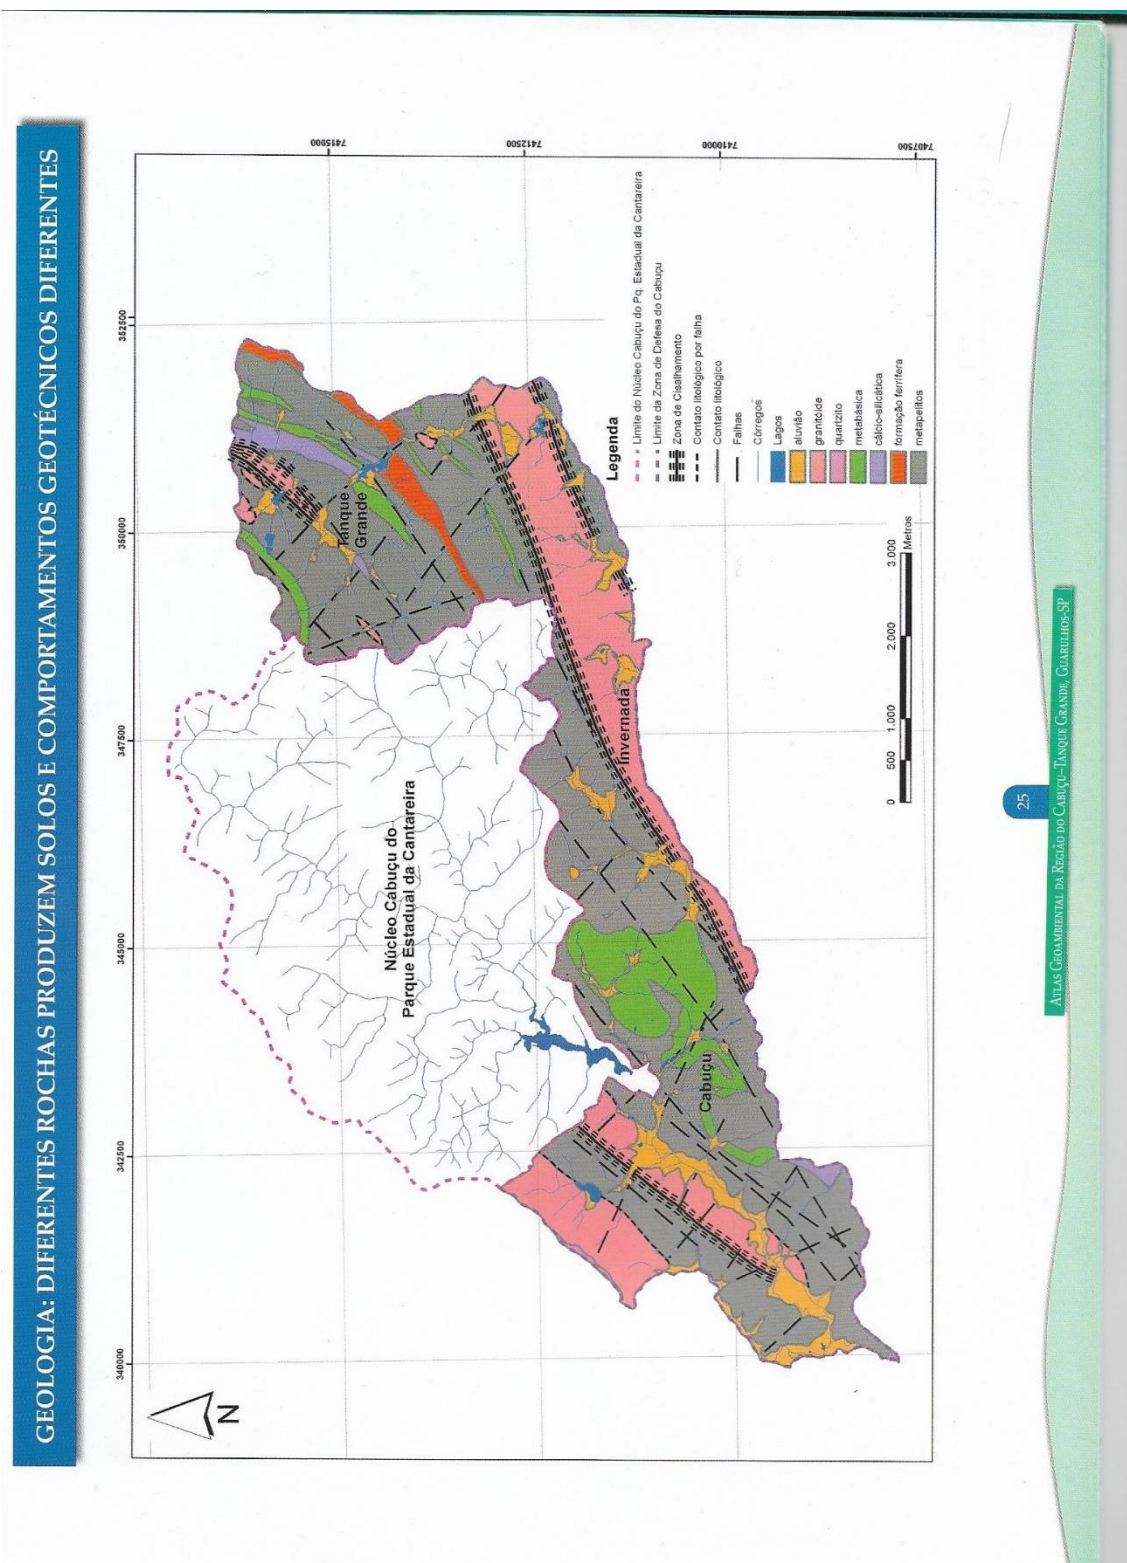 GEOLOGIA: DIFERENTES ROCHAS PRODUZEM SOLOS E COMPORTAMENTOS GEOTÉCNICOS DIFERENTES
340000
342500
345000
347500
350000
352500
7415000
7412500
7410000
7407500
N
Núcleo Cabuçu do
Parque Estadual da Cantareira
Tanque
Grande
Invernada
Cabuçu
Legenda
Limite do Núcleo Cabuçu do Pq. Estadual da Cantareira
Limite da Zona de Defesa do Cabuçu
Zona de Cisalhamento
Contato litológico por falha
Contato litológico
Falhas
Córregos
Lagos
aluvião
granitóide
quartzito
metabásica
cálcio-silicática
formação ferrífera
metapelitos
0 500 1.000 2.000 3.000
Metros
25
ATLAS GEOAMBIENTAL DA REGIÃO DO CABUÇU–TANQUE GRANDE, GUARULHOS-SP